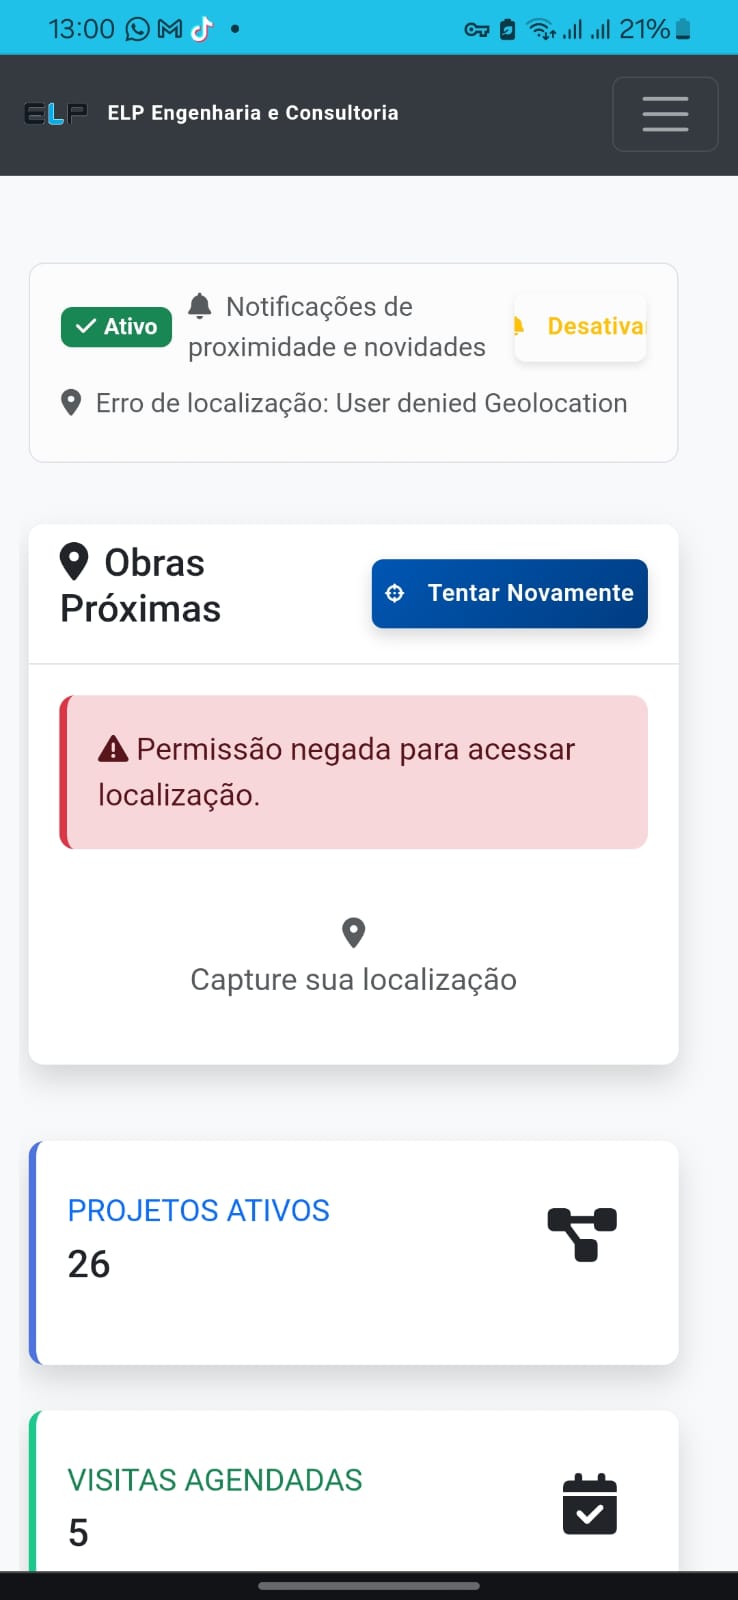 13:00 21%
ELP ELP Engenharia e Consultoria
Ativo
Notificações de
proximidade e novidades
Desativa
Erro de localização: User denied Geolocation
Obras
Próximas
Tentar Novamente
Permissão negada para acessar
localização.
Capture sua localização
PROJETOS ATIVOS
26
VISITAS AGENDADAS
5